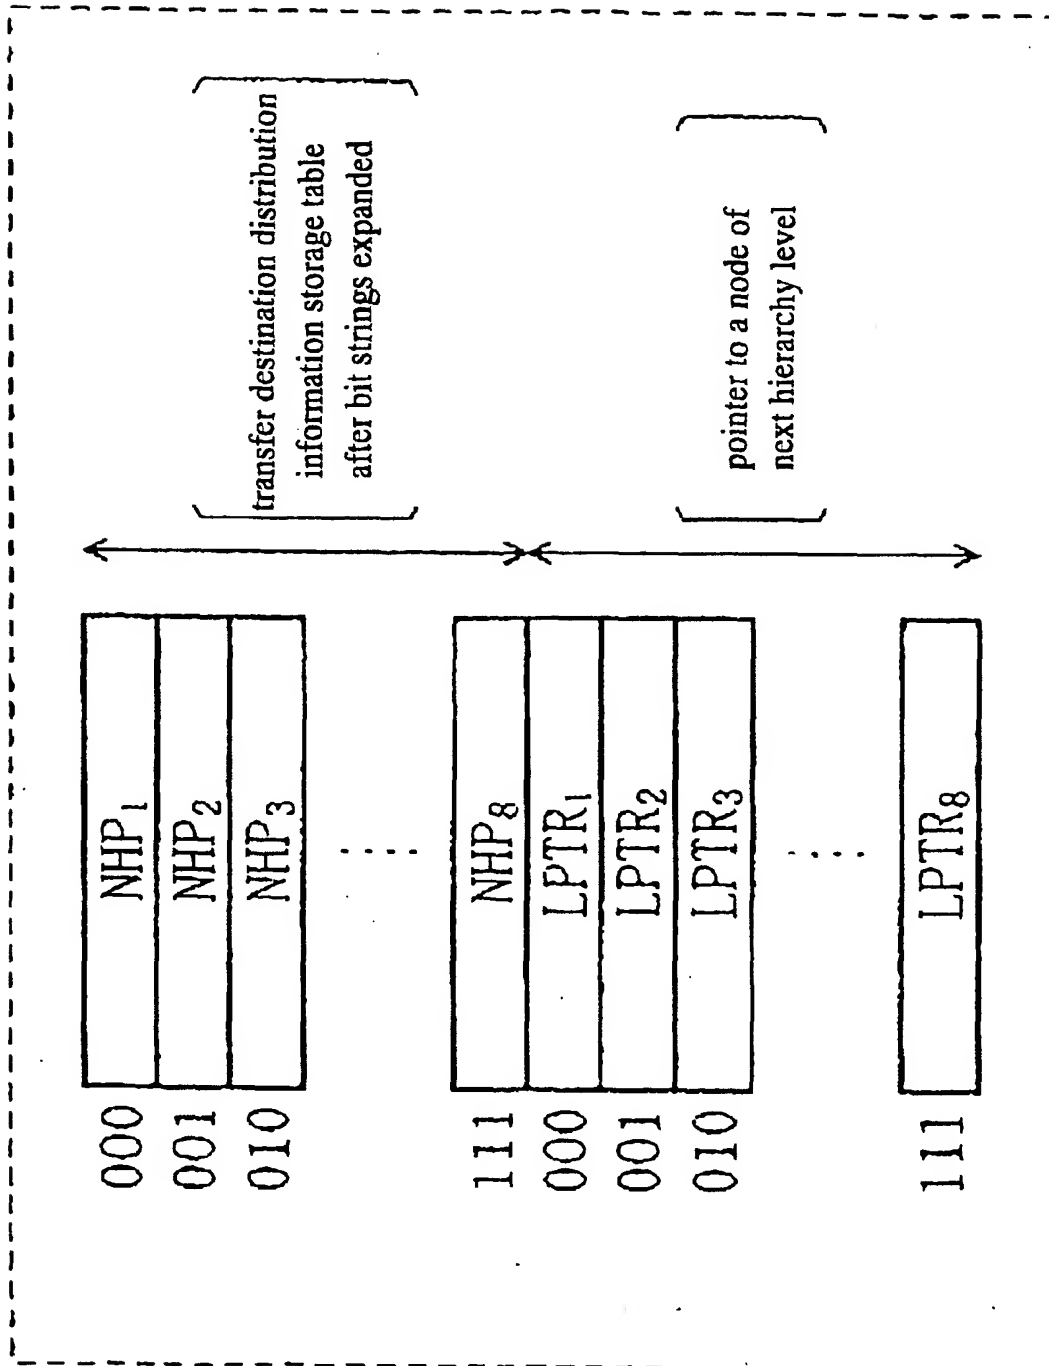 000 NHP₁
001 NHP₂
010 NHP₃
. . . .
111 NHP₈
000 LPTR₁
001 LPTR₂
010 LPTR₃
. . . .
111 LPTR₈
transfer destination distribution
information storage table
after bit strings expanded
pointer to a node of
next hierarchy level